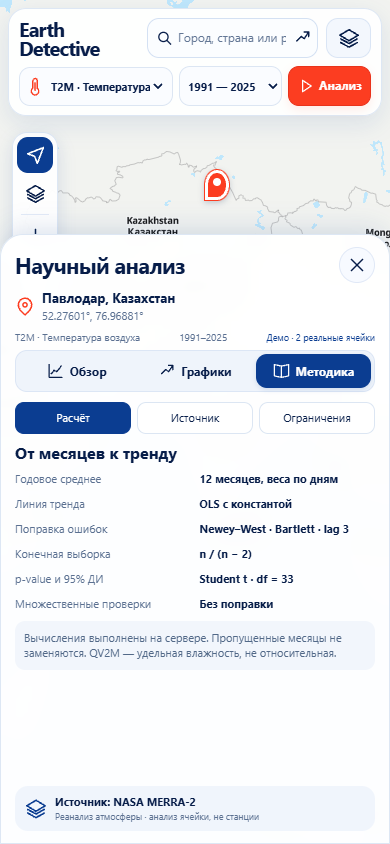 Earth
Detective
Город, страна или р
T2M · Температура
1991 — 2025
Анализ
Kazakhstan
Казахстан
Mong
Научный анализ
Павлодар, Казахстан
52.27601°, 76.96881°
T2M · Температура воздуха
1991–2025
Демо · 2 реальные ячейки
Обзор
Графики
Методика
Расчёт
Источник
Ограничения
От месяцев к тренду
Годовое среднее
12 месяцев, веса по дням
Линия тренда
OLS с константой
Поправка ошибок
Newey–West · Bartlett · lag 3
Конечная выборка
n / (n − 2)
p-value и 95% ДИ
Student t · df = 33
Множественные проверки
Без поправки
Вычисления выполнены на сервере. Пропущенные месяцы не
заменяются. QV2M — удельная влажность, не относительная.
Источник: NASA MERRA-2
Реанализ атмосферы · анализ ячейки, не станции